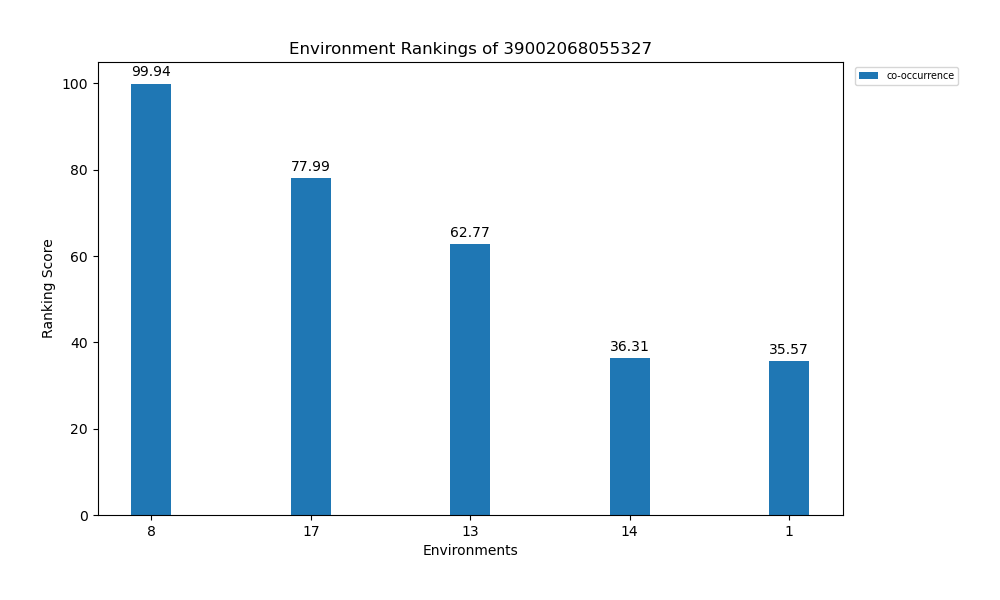 Environment Rankings of 39002068055327
co-occurrence
99.94
77.99
62.77
36.31
35.57
100
80
60
40
20
0
Ranking Score
8 17 13 14 1
Environments